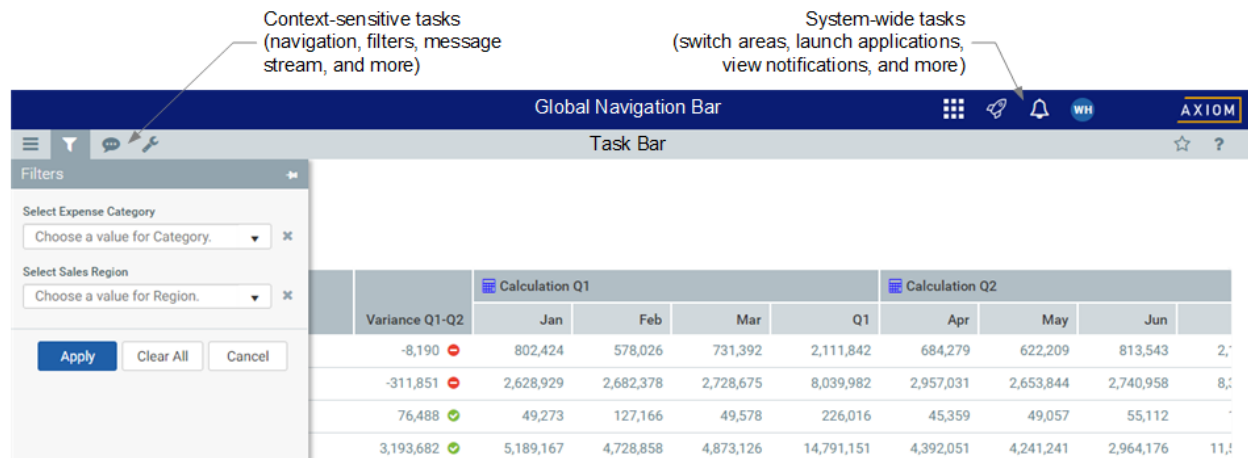 Context-sensitive tasks
(navigation, filters, message
stream, and more)
System-wide tasks
(switch areas, launch applications,
view notifications, and more)
Global Navigation Bar
WH
AXIOM
Task Bar
?
Filters
Select Expense Category
Choose a value for Category.
Select Sales Region
Choose a value for Region.
Apply Clear All Cancel
Calculation Q1 Calculation Q2
Variance Q1-Q2 Jan Feb Mar Q1 Apr May Jun
-8,190 802,424 578,026 731,392 2,111,842 684,279 622,209 813,543
-311,851 2,628,929 2,682,378 2,728,675 8,039,982 2,957,031 2,653,844 2,740,958
76,488 49,273 127,166 49,578 226,016 45,359 49,057 55,112
3,193,682 5,189,167 4,728,858 4,873,126 14,791,151 4,392,051 4,241,241 2,964,176